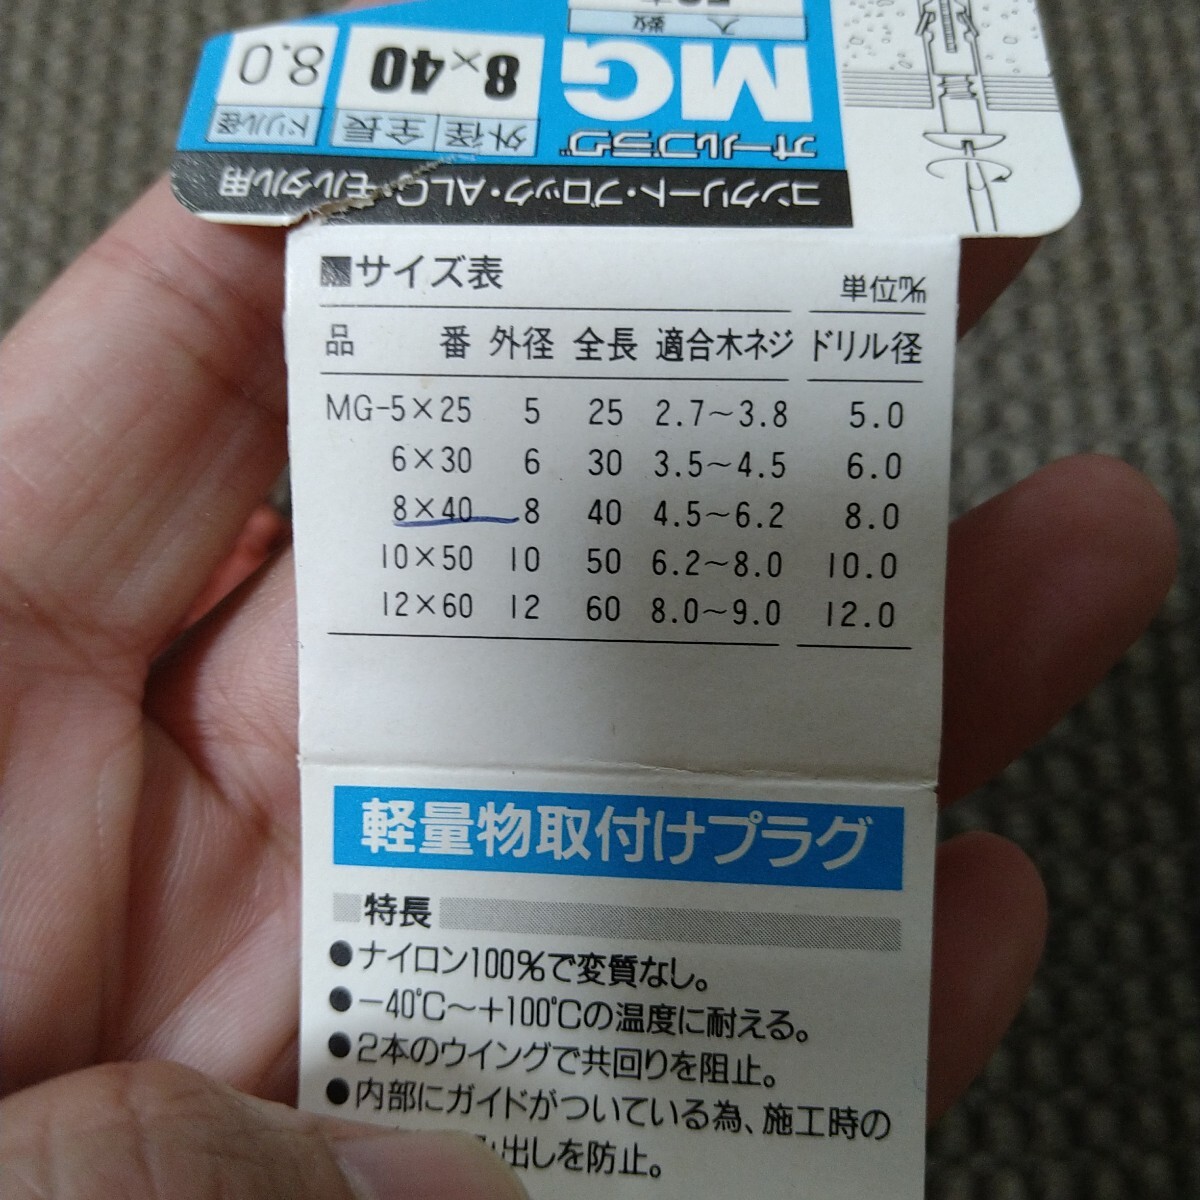 コンクリート・ブロック・ALC・モルタル用
オールプラグ
MG
外径 全長 ドリル径
8×40 8.0
入数
■サイズ表
単位m/m
品番 外径 全長 適合木ネジ ドリル径
MG-5×25 5 25 2.7～3.8 5.0
6×30 6 30 3.5～4.5 6.0
8×40 8 40 4.5～6.2 8.0
10×50 10 50 6.2～8.0 10.0
12×60 12 60 8.0～9.0 12.0
軽量物取付けプラグ
特長
●ナイロン100%で変質なし。
●−40℃～+100℃の温度に耐える。
●2本のウイングで共回りを阻止。
●内部にガイドがついている為、施工時の
出しを防止。